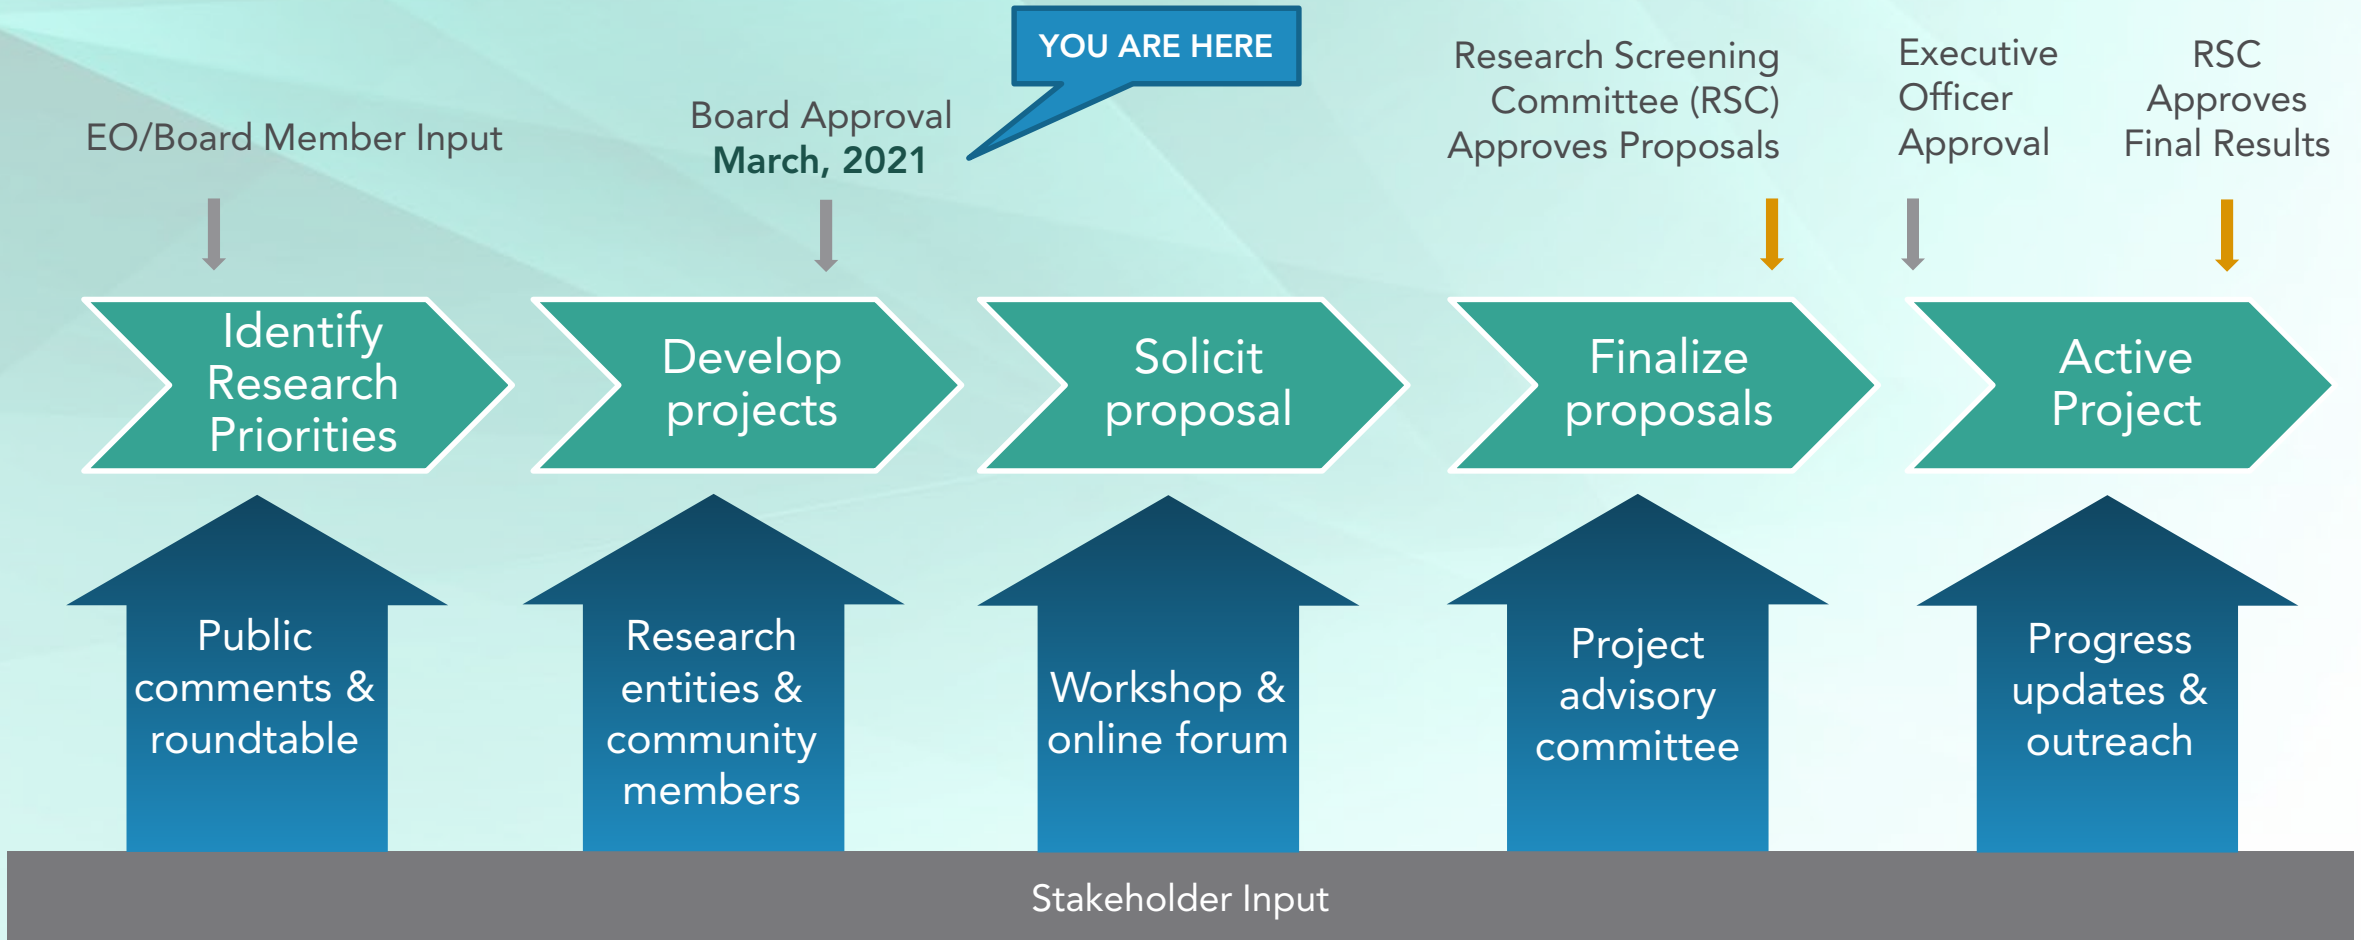 YOU ARE HERE
EO/Board Member Input
Board Approval
March, 2021
Research Screening
Committee (RSC)
Approves Proposals
Executive
Officer
Approval
RSC
Approves
Final Results
Identify
Research
Priorities
Develop
projects
Solicit
proposal
Finalize
proposals
Active
Project
Public
comments &
roundtable
Research
entities &
community
members
Workshop &
online forum
Project
advisory
committee
Progress
updates &
outreach
Stakeholder Input